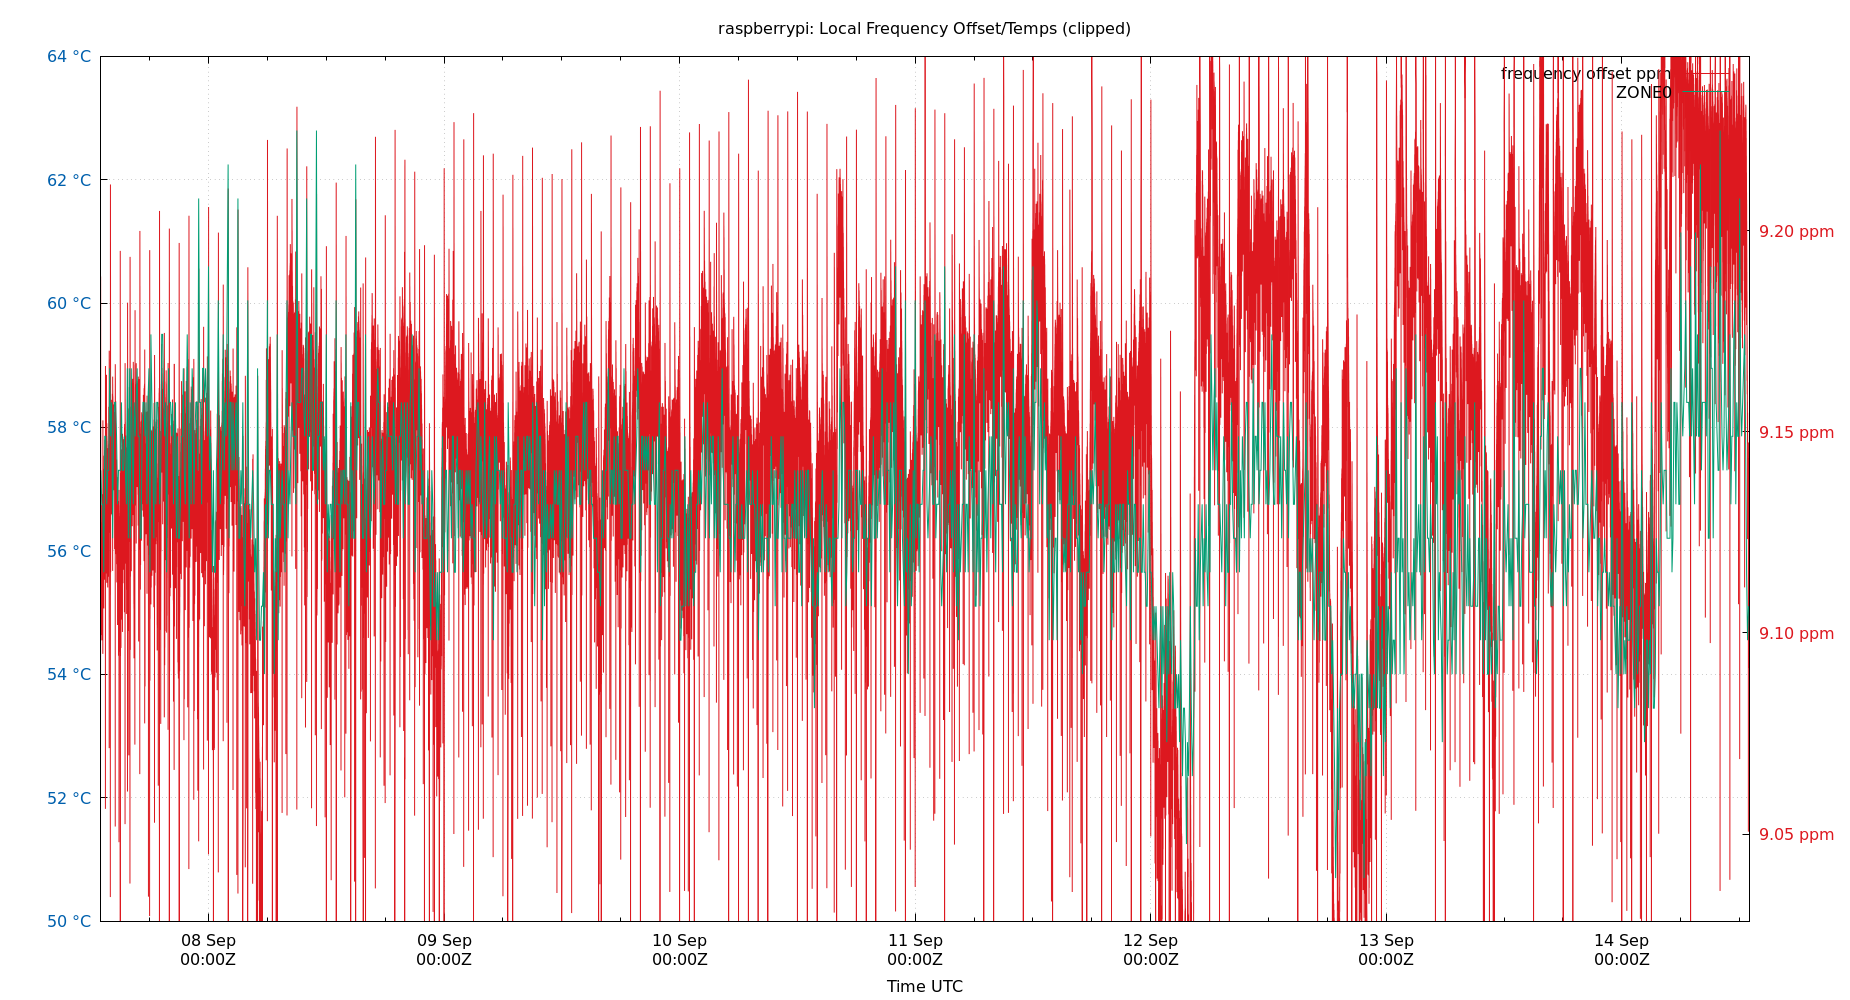 raspberrypi: Local Frequency Offset/Temps (clipped)
64 °C
62 °C
60 °C
58 °C
56 °C
54 °C
52 °C
50 °C
frequency offset ppm
ZONE0
9.20 ppm
9.15 ppm
9.10 ppm
9.05 ppm
08 Sep
00:00Z
09 Sep
00:00Z
10 Sep
00:00Z
11 Sep
00:00Z
12 Sep
00:00Z
13 Sep
00:00Z
14 Sep
00:00Z
Time UTC